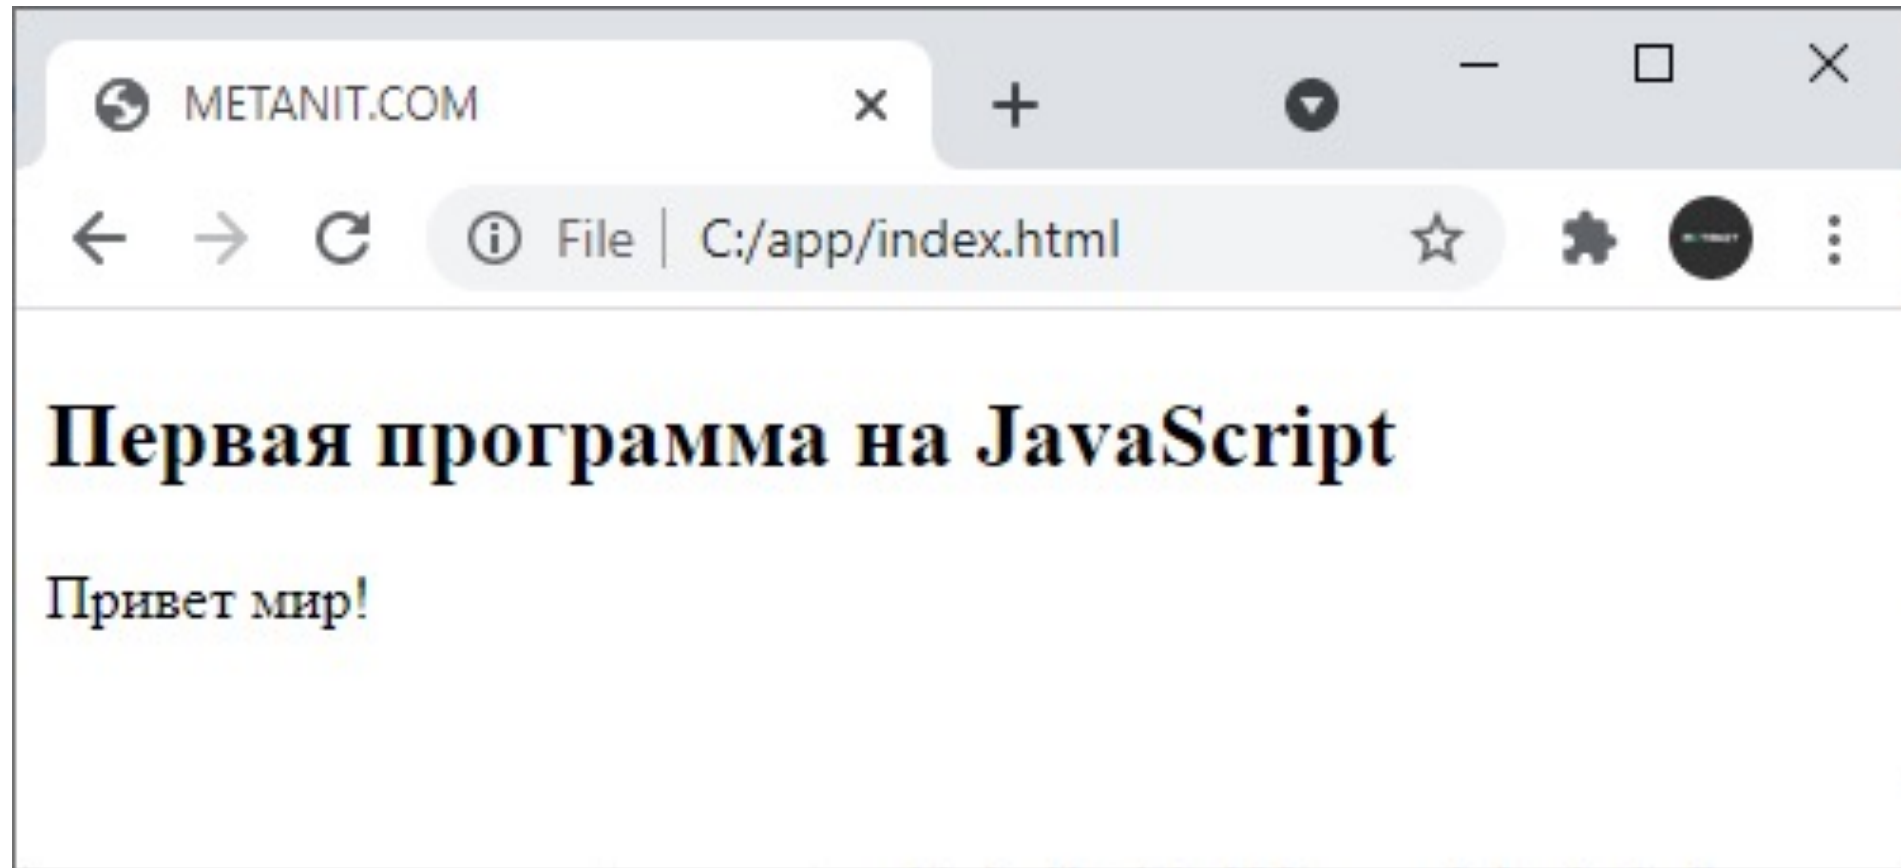 METANIT.COM
File C:/app/index.html
Первая программа на JavaScript
Привет мир!